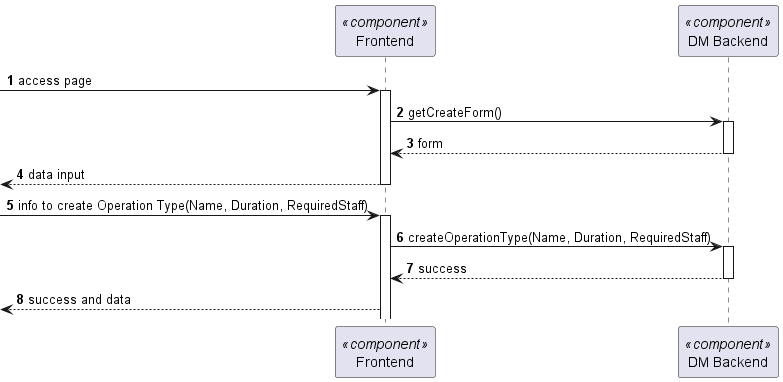 «component»
Frontend
«component»
DM Backend
1 access page
2 getCreateForm()
3 form
4 data input
5 info to create Operation Type(Name, Duration, RequiredStaff)
6 createOperationType(Name, Duration, RequiredStaff)
7 success
8 success and data
«component»
Frontend
«component»
DM Backend